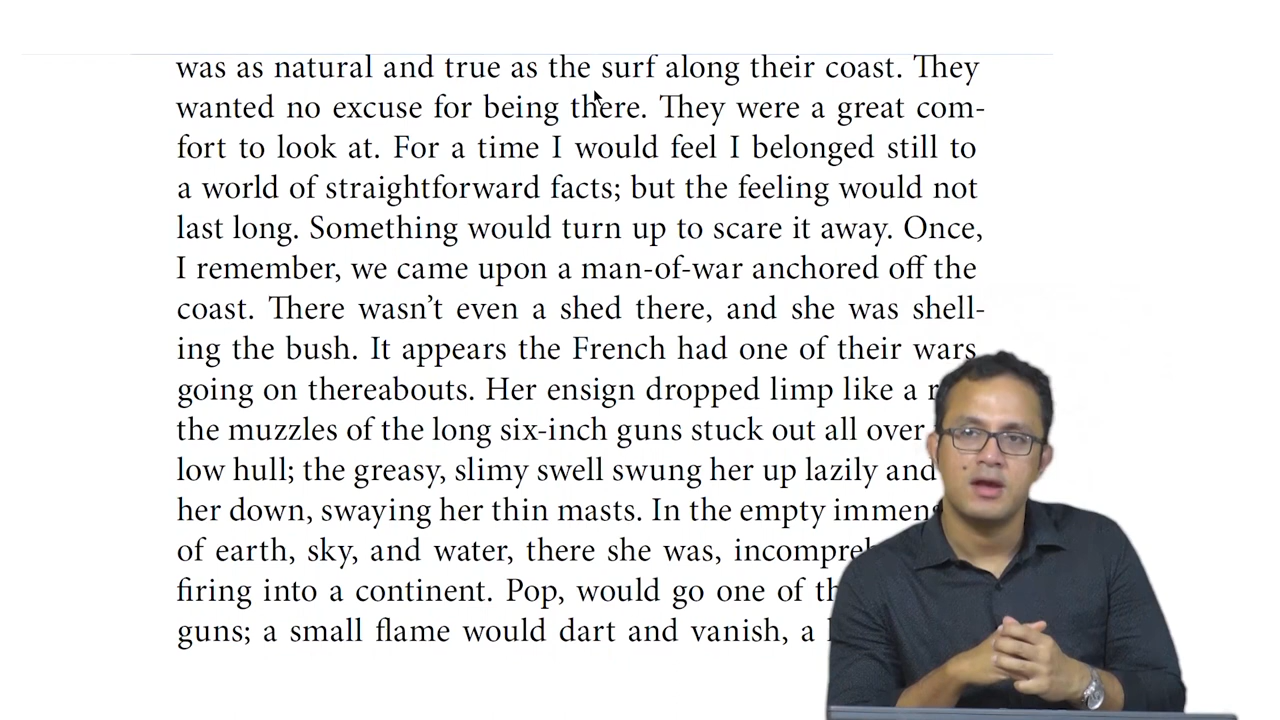 was as natural and true as the surf along their coast. They
wanted no excuse for being there. They were a great com-
fort to look at. For a time I would feel I belonged still to
a world of straightforward facts; but the feeling would not
last long. Something would turn up to scare it away. Once,
I remember, we came upon a man-of-war anchored off the
coast. There wasn’t even a shed there, and she was shell-
ing the bush. It appears the French had one of their wars
going on thereabouts. Her ensign dropped limp like a
the muzzles of the long six-inch guns stuck out all over
low hull; the greasy, slimy swell swung her up lazily and
her down, swaying her thin masts. In the empty
of earth, sky, and water, there she was,
firing into a continent. Pop, would go one of
guns; a small flame would dart and vanish, a